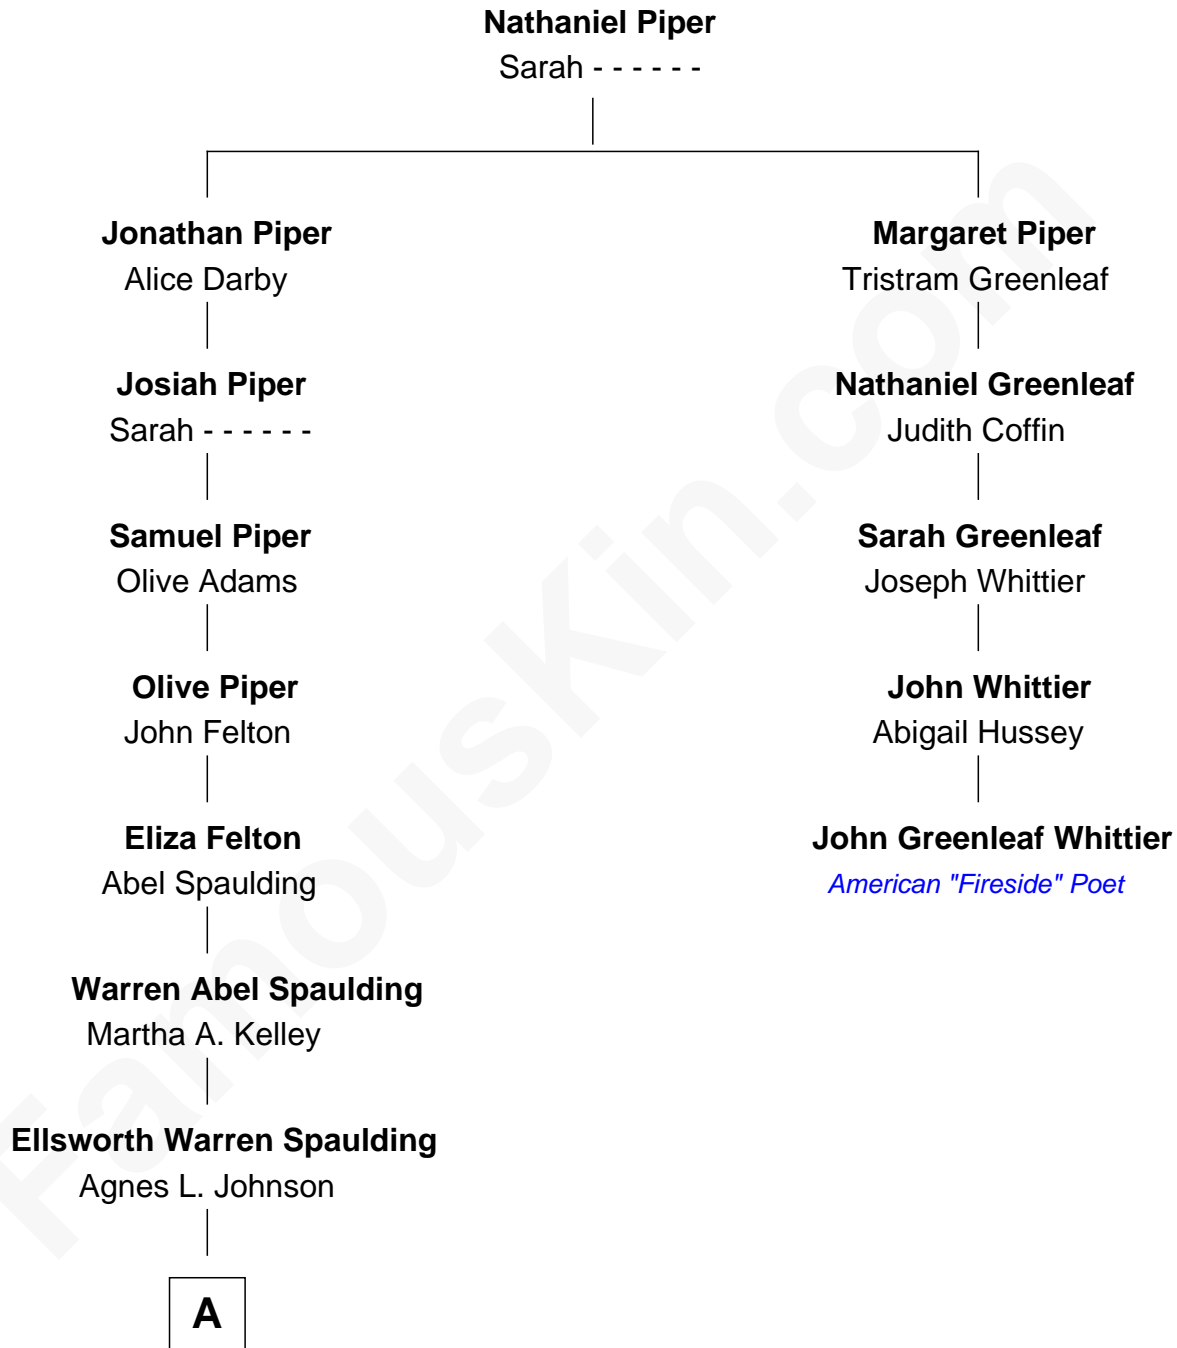 Nathaniel Piper
Sarah - - - - - -
Jonathan Piper
Alice Darby
Margaret Piper
Tristram Greenleaf
Josiah Piper
Sarah - - - - - -
Nathaniel Greenleaf
Judith Coffin
Samuel Piper
Olive Adams
Sarah Greenleaf
Joseph Whittier
Olive Piper
John Felton
John Whittier
Abigail Hussey
Eliza Felton
Abel Spaulding
John Greenleaf Whittier
American "Fireside" Poet
Warren Abel Spaulding
Martha A. Kelley
Ellsworth Warren Spaulding
Agnes L. Johnson
A
FamousKin.com